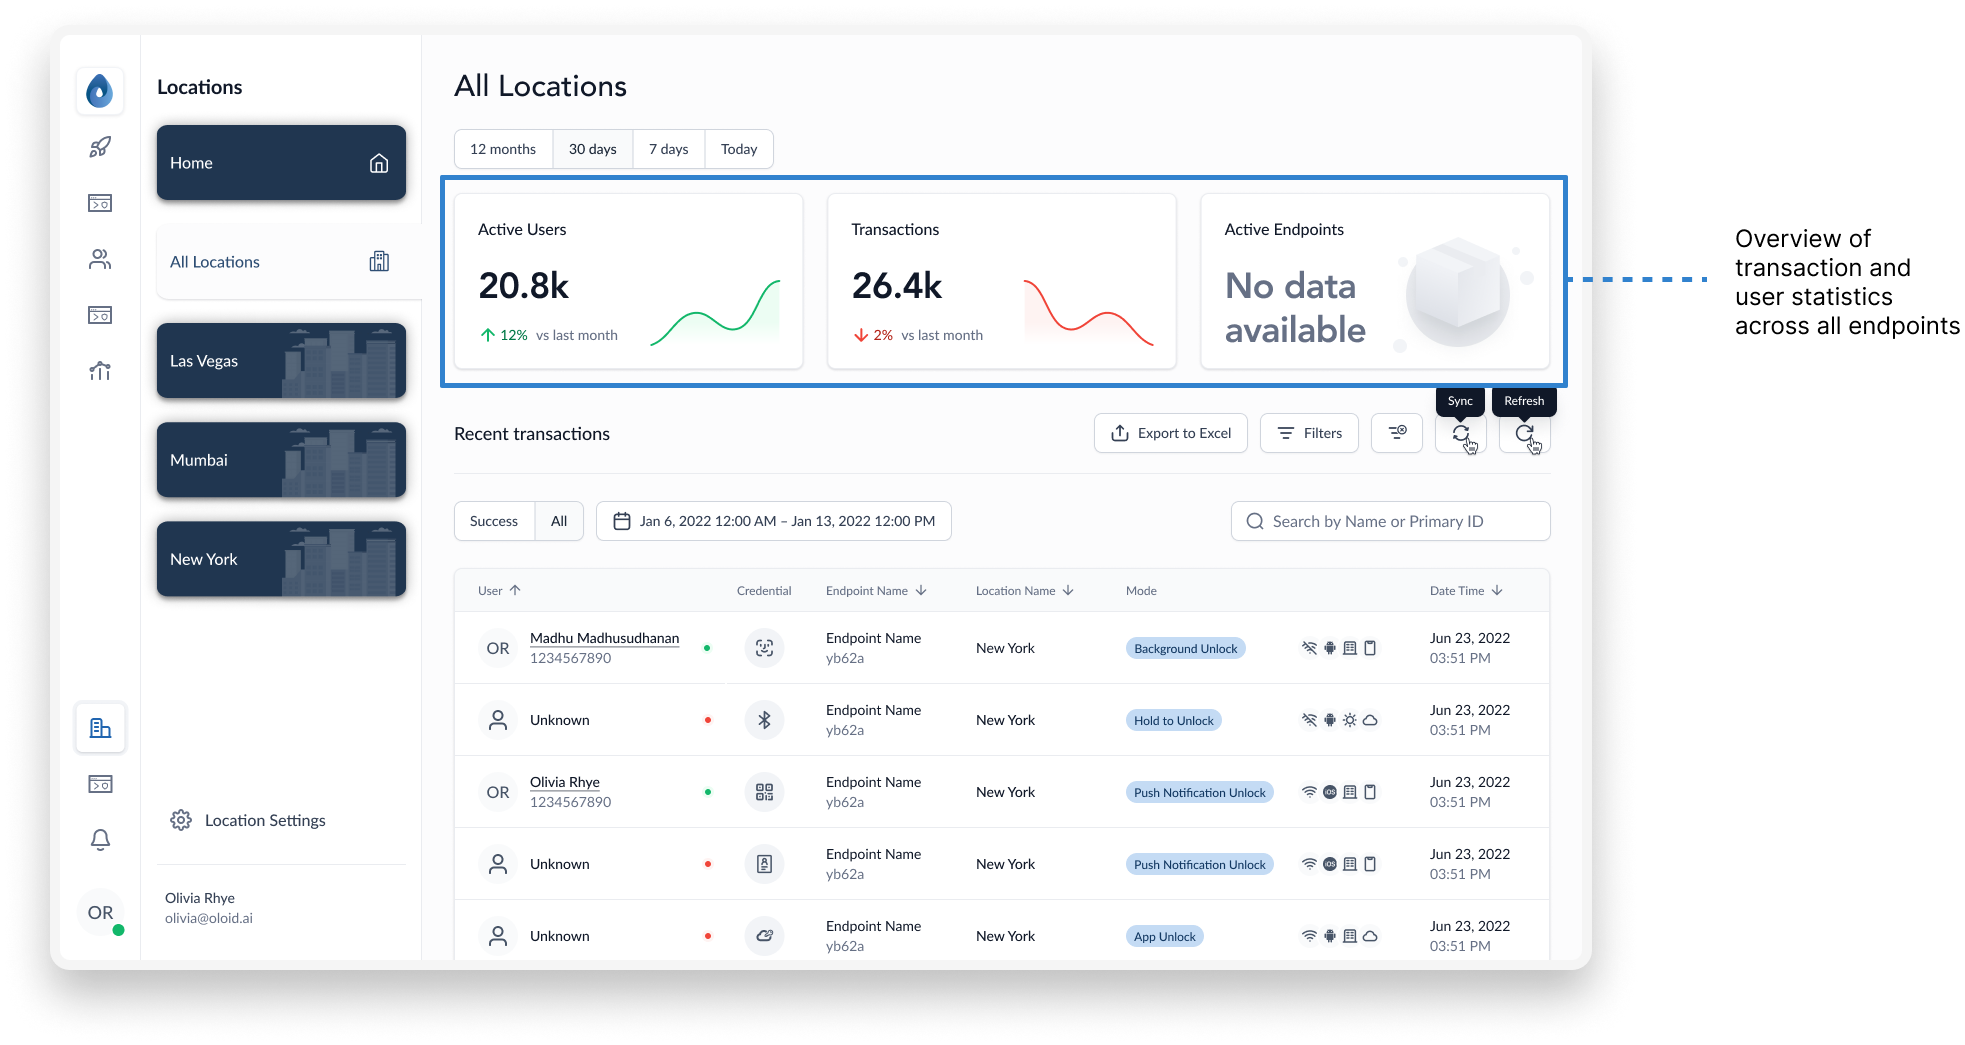 Locations
Home
All Locations
Las Vegas
Mumbai
New York
Location Settings
OR
Olivia Rhye
olivia@oloid.ai
All Locations
12 months 30 days 7 days Today
Active Users
20.8k
12% vs last month
Transactions
26.4k
2% vs last month
Active Endpoints
No data
available
Overview of
transaction and
user statistics
across all endpoints
Sync Refresh
Recent transactions Export to Excel Filters
Success All Jan 6, 2022 12:00 AM – Jan 13, 2022 12:00 PM Search by Name or Primary ID
User Credential Endpoint Name Location Name Mode Date Time
OR Madhu Madhusudhanan Endpoint Name New York Background Unlock Jun 23, 2022
1234567890 yb62a 03:51 PM
Unknown Endpoint Name New York Hold to Unlock Jun 23, 2022
yb62a 03:51 PM
OR Olivia Rhye Endpoint Name New York Push Notification Unlock iOS Jun 23, 2022
1234567890 yb62a 03:51 PM
Unknown Endpoint Name New York Push Notification Unlock iOS Jun 23, 2022
yb62a 03:51 PM
Unknown Endpoint Name New York App Unlock Jun 23, 2022
yb62a 03:51 PM